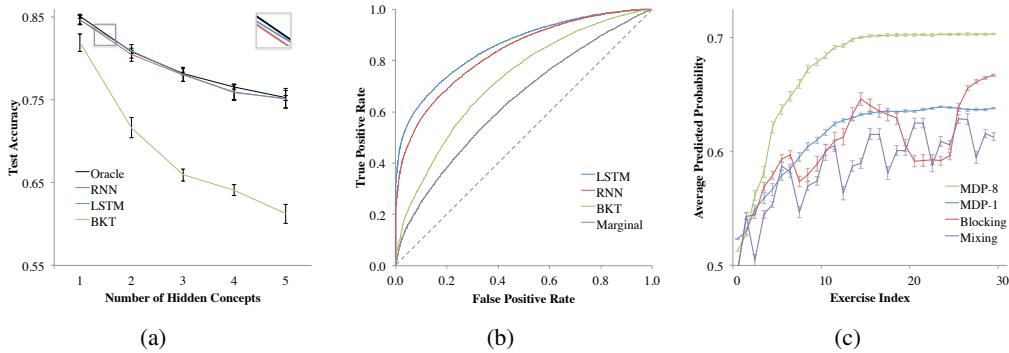 0.85
0.75
0.65
0.55
Test Accuracy
Oracle
RNN
LSTM
BKT
1 2 3 4 5
Number of Hidden Concepts
(a)
1.0
0.8
0.6
0.4
0.2
0.0
True Positive Rate
LSTM
RNN
BKT
Marginal
0.0 0.2 0.4 0.6 0.8 1.0
False Positive Rate
(b)
0.7
0.6
0.5
Average Predicted Probability
MDP-8
MDP-1
Blocking
Mixing
0 10 20 30
Exercise Index
(c)